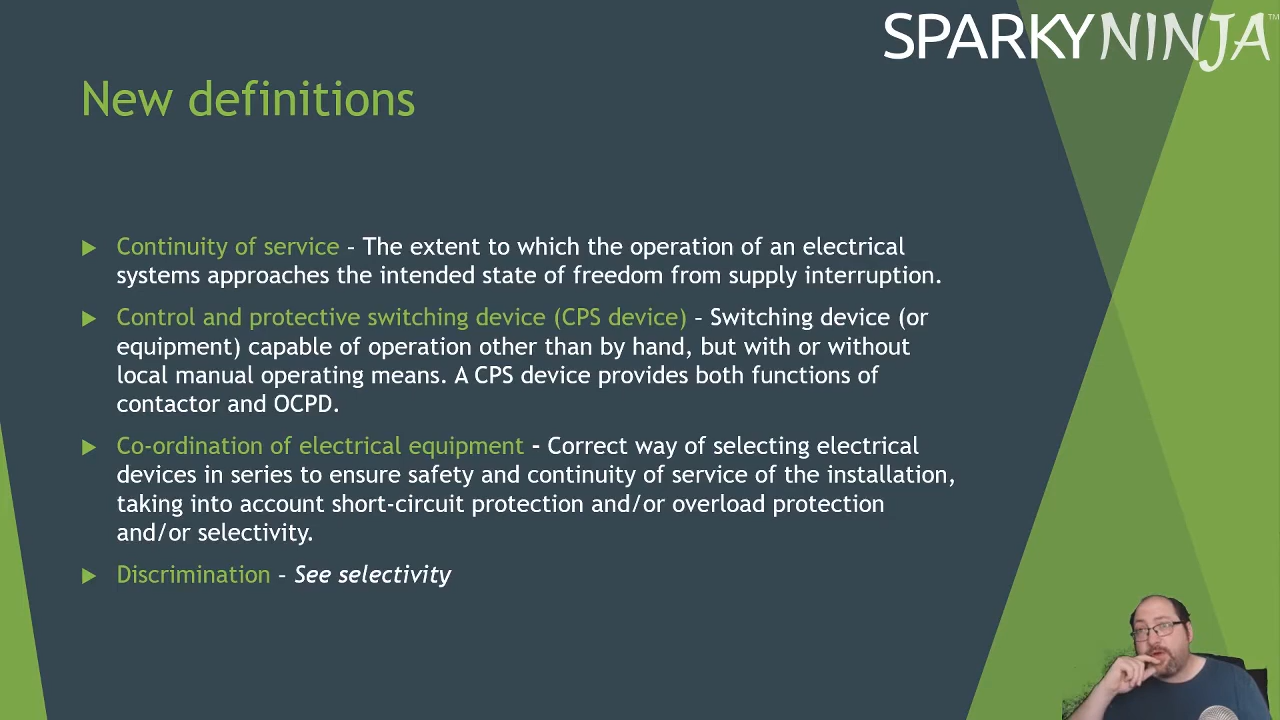 SPARKYNINJA™
New definitions
Continuity of service – The extent to which the operation of an electrical
systems approaches the intended state of freedom from supply interruption.
Control and protective switching device (CPS device) – Switching device (or
equipment) capable of operation other than by hand, but with or without
local manual operating means. A CPS device provides both functions of
contactor and OCPD.
Co-ordination of electrical equipment – Correct way of selecting electrical
devices in series to ensure safety and continuity of service of the installation,
taking into account short-circuit protection and/or overload protection
and/or selectivity.
Discrimination – See selectivity